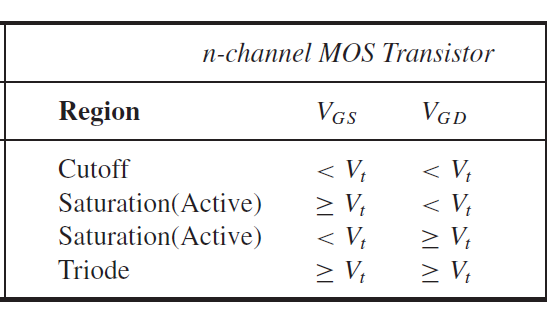 n-channel MOS Transistor
Region V_GS V_GD
Cutoff < V_t < V_t
Saturation(Active) ≥ V_t < V_t
Saturation(Active) < V_t ≥ V_t
Triode ≥ V_t ≥ V_t